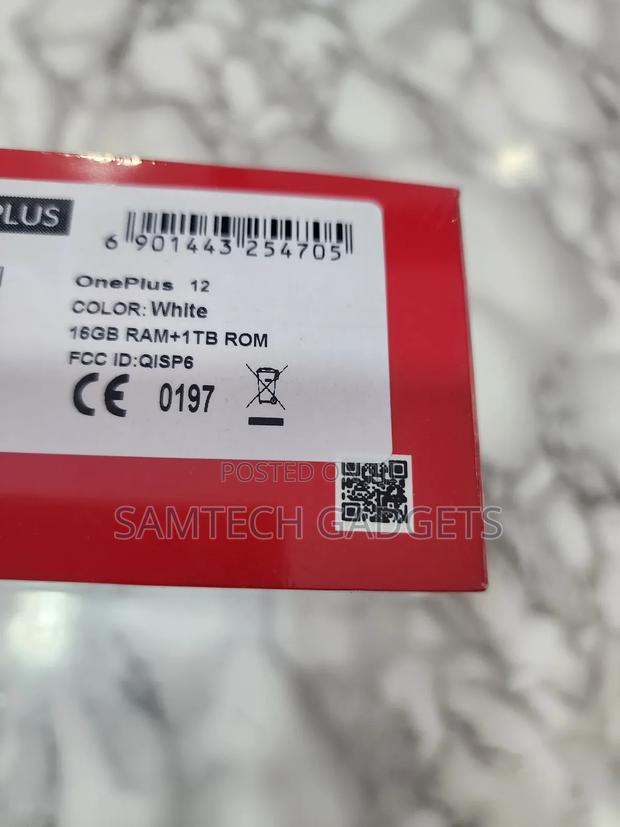 PLUS
6 901443 254705
OnePlus 12
COLOR: White
16GB RAM+1TB ROM
FCC ID:QISP6
CE 0197
POSTED O
SAMTECH GADGETS